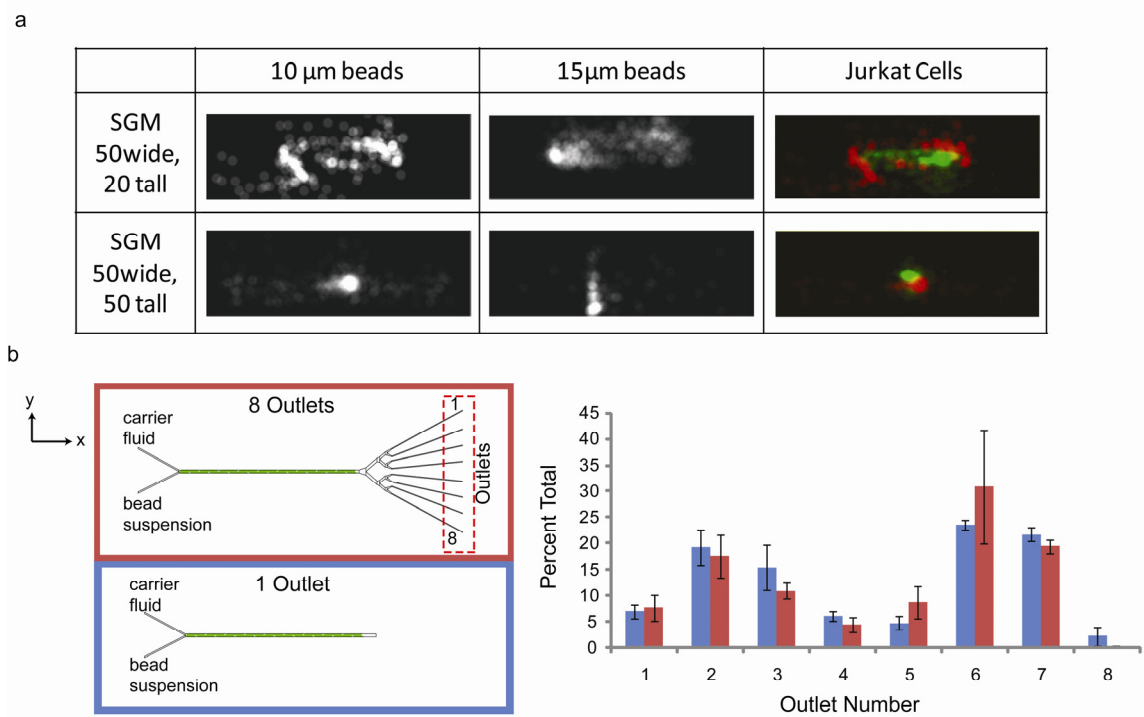 a
10 µm beads
15µm beads
Jurkat Cells
SGM
50wide,
20 tall
SGM
50wide,
50 tall
b
y
x
8 Outlets
carrier
fluid
bead
suspension
1
8
Outlets
1 Outlet
carrier
fluid
bead
suspension
Percent Total
45
40
35
30
25
20
15
10
5
0
1 2 3 4 5 6 7 8
Outlet Number